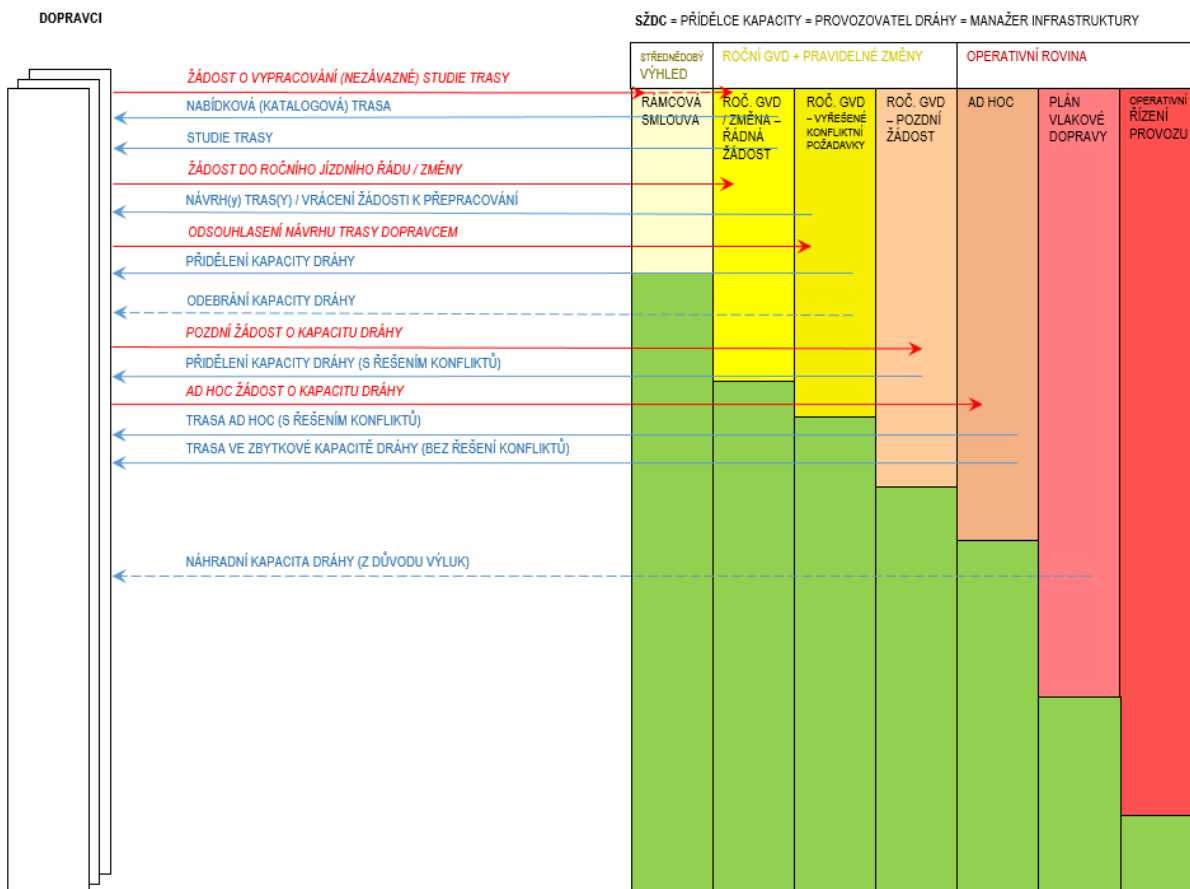 DOPRAVCI
SŽDC = PŘÍDĚLCE KAPACITY = PROVOZOVATEL DRÁHY = MANAŽER INFRASTRUKTURY
STŘEDNĚDOBÝ
VÝHLED
ROČNÍ GVD + PRAVIDELNÉ ZMĚNY
OPERATIVNÍ ROVINA
RÁMCOVÁ
SMLOUVA
ROČ. GVD
/ ZMĚNA –
ŘÁDNÁ
ŽÁDOST
ROČ. GVD
– VYŘEŠENÉ
KONFLIKTNÍ
POŽADAVKY
ROČ. GVD
– POZDNÍ
ŽÁDOST
AD HOC
PLÁN
VLAKOVÉ
DOPRAVY
OPERATIVNÍ
ŘÍZENÍ
PROVOZU
ŽÁDOST O VYPRACOVÁNÍ (NEZÁVAZNÉ) STUDIE TRASY
NABÍDKOVÁ (KATALOGOVÁ) TRASA
STUDIE TRASY
ŽÁDOST DO ROČNÍHO JÍZDNÍHO ŘÁDU / ZMĚNY
NÁVRH(y) TRAS(Y) / VRÁCENÍ ŽÁDOSTI K PŘEPRACOVÁNÍ
ODSOUHLASENÍ NÁVRHU TRASY DOPRAVCEM
PŘIDĚLENÍ KAPACITY DRÁHY
ODEBRÁNÍ KAPACITY DRÁHY
POZDNÍ ŽÁDOST O KAPACITU DRÁHY
PŘIDĚLENÍ KAPACITY DRÁHY (S ŘEŠENÍM KONFLIKTŮ)
AD HOC ŽÁDOST O KAPACITU DRÁHY
TRASA AD HOC (S ŘEŠENÍM KONFLIKTŮ)
TRASA VE ZBYTKOVÉ KAPACITĚ DRÁHY (BEZ ŘEŠENÍ KONFLIKTŮ)
NÁHRADNÍ KAPACITA DRÁHY (Z DŮVODU VÝLUK)